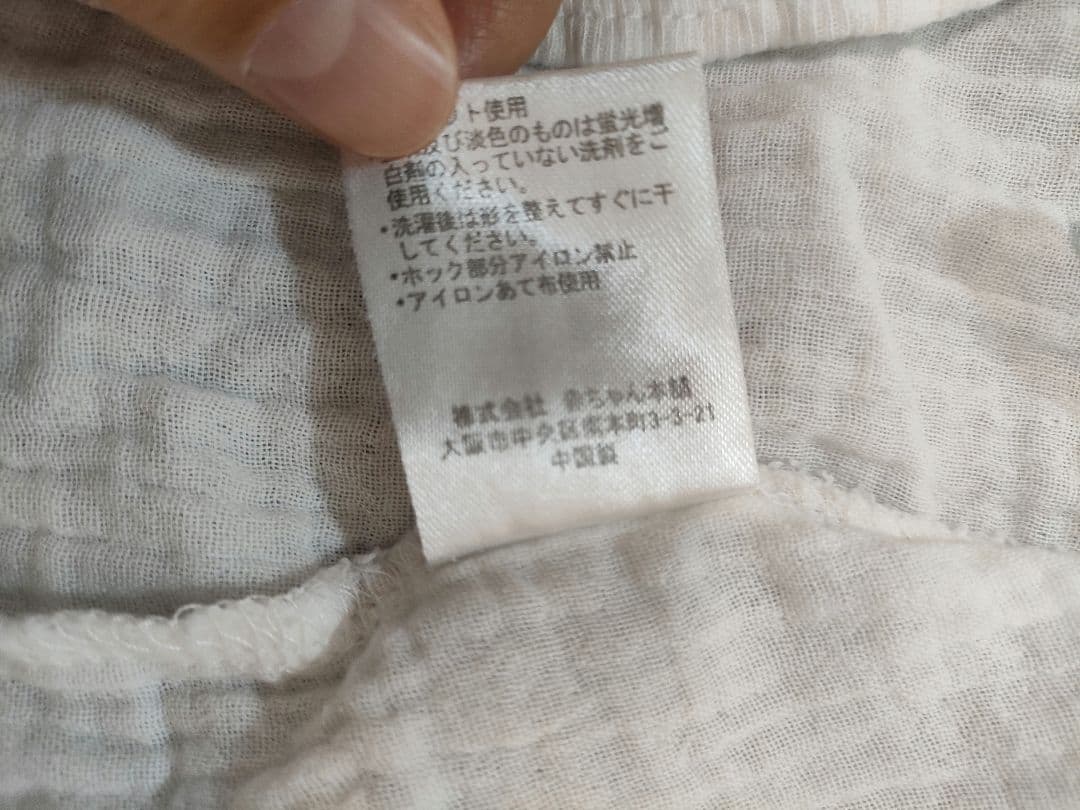 ト使用
及び淡色のものは蛍光増
白剤の入っていない洗剤をご
使用ください。
・洗濯後は形を整えてすぐに干
してください。
・ホック部分アイロン禁止
・アイロンあて布使用
株式会社 赤ちゃん本舗
大阪市中央区南本町3-3-21
中国製